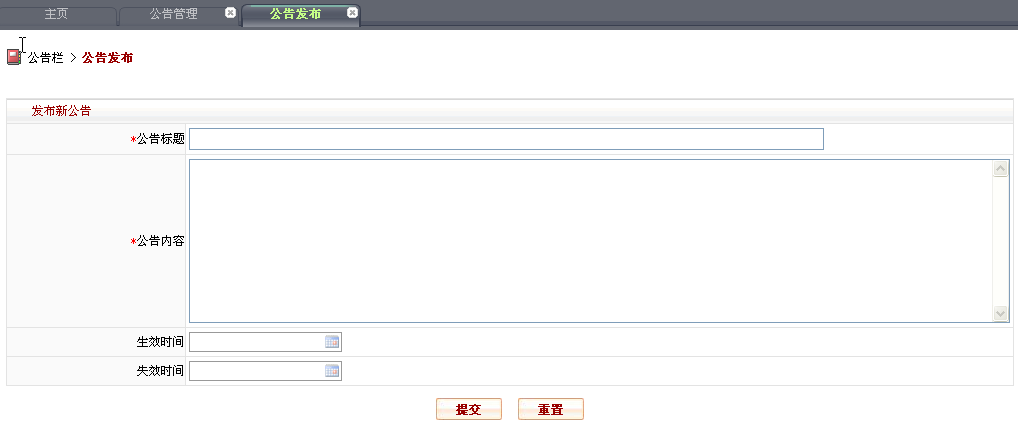 主页 公告管理 公告发布
公告栏 > 公告发布
发布新公告
*公告标题
*公告内容
生效时间
失效时间
提交 重置